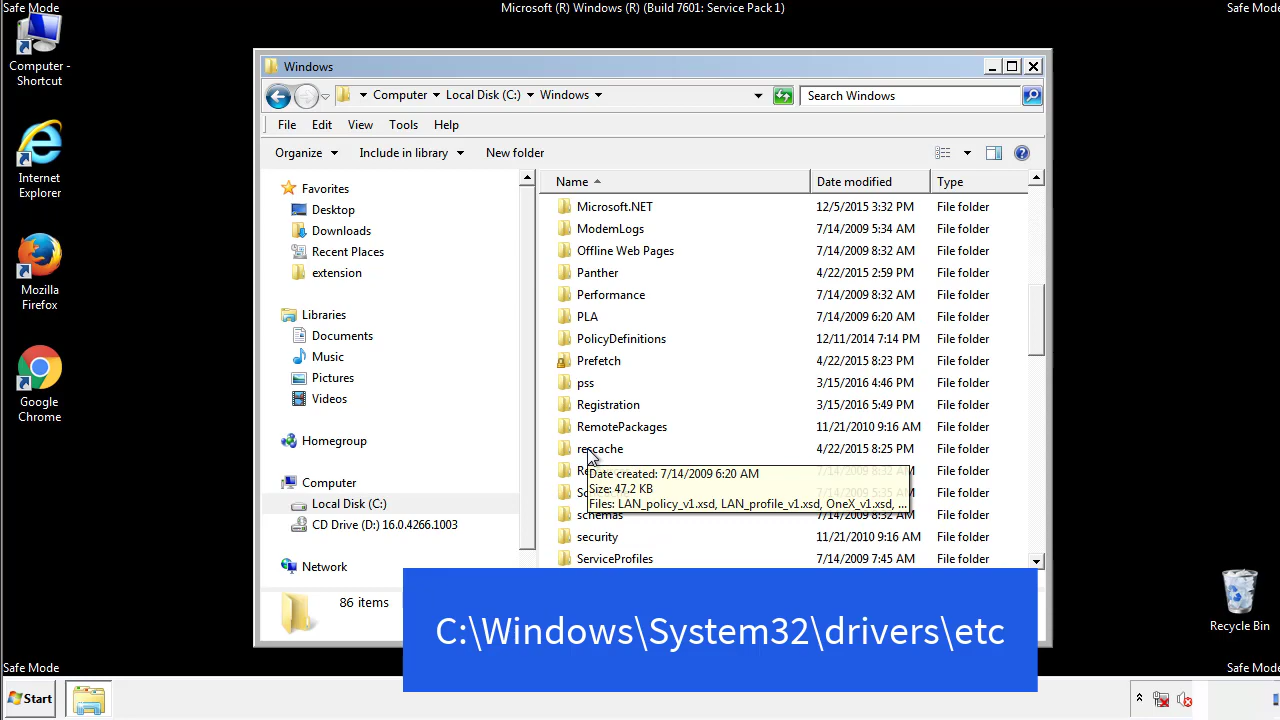 Safe Mode
Microsoft (R) Windows (R) (Build 7601: Service Pack 1)
Safe Mode
Computer -
Shortcut
Internet
Explorer
Mozilla
Firefox
Google
Chrome
Windows
Computer
Local Disk (C:)
Windows
Search Windows
File
Edit
View
Tools
Help
Organize
Include in library
New folder
Favorites
Desktop
Downloads
Recent Places
extension
Libraries
Documents
Music
Pictures
Videos
Homegroup
Computer
Local Disk (C:)
CD Drive (D:) 16.0.4266.1003
Network
Name Date modified Type
Microsoft.NET 12/5/2015 3:32 PM File folder
ModemLogs 7/14/2009 5:34 AM File folder
Offline Web Pages 7/14/2009 8:32 AM File folder
Panther 4/22/2015 2:59 PM File folder
Performance 7/14/2009 8:32 AM File folder
PLA 7/14/2009 6:20 AM File folder
PolicyDefinitions 12/11/2014 7:14 PM File folder
Prefetch 4/22/2015 8:23 PM File folder
pss 3/15/2016 4:46 PM File folder
Registration 3/15/2016 5:49 PM File folder
RemotePackages 11/21/2010 9:16 AM File folder
rescache 4/22/2015 8:25 PM File folder
7/14/2009 8:32 AM File folder
7/14/2009 5:35 AM File folder
schemas 7/14/2009 8:32 AM File folder
security 11/21/2010 9:16 AM File folder
ServiceProfiles 7/14/2009 7:45 AM File folder
Date created: 7/14/2009 6:20 AM
Size: 47.2 KB
Files: LAN_policy_v1.xsd, LAN_profile_v1.xsd, OneX_v1.xsd, ...
86 items
C:\Windows\System32\drivers\etc
Recycle Bin
Safe Mode
Safe Mode
Start